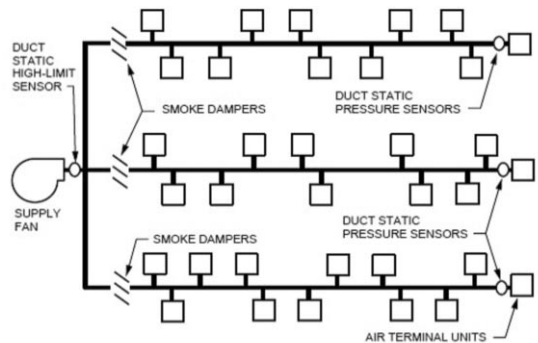 DUCT
STATIC
HIGH-LIMIT
SENSOR
SMOKE DAMPERS
DUCT STATIC
PRESSURE SENSORS
SUPPLY
FAN
SMOKE DAMPERS
DUCT STATIC
PRESSURE SENSORS
AIR TERMINAL UNITS